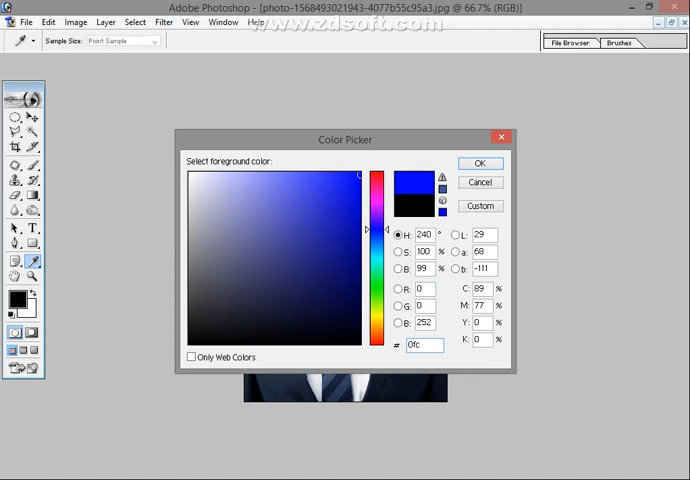 Adobe Photoshop - [photo-1568493021943-4077b55c95a3.jpg @ 66.7% (RGB)]
File Edit Image Layer Select Filter View Window Help
www.zdsoft.com
Sample Size: Point Sample
File Browser Brushes
Color Picker
Select foreground color:
OK
Cancel
Custom
H: 240 °
S: 100 %
B: 99 %
R: 0
G: 0
B: 252
# 0fc
L: 29
a: 68
b: -111
C: 89 %
M: 77 %
Y: 0 %
K: 0 %
Only Web Colors
T